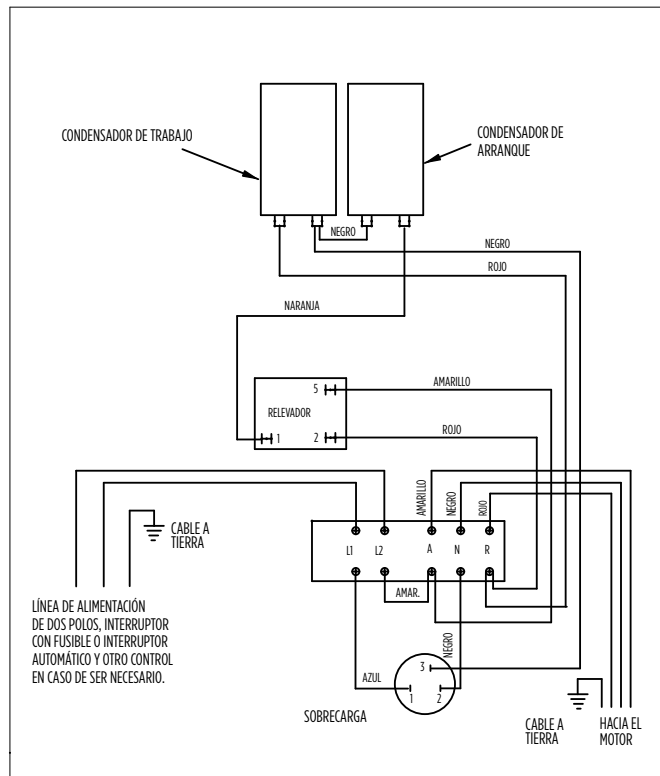 CONDENSADOR DE TRABAJO
CONDENSADOR DE
ARRANQUE
NEGRO
NEGRO
ROJO
NARANJA
5
AMARILLO
RELEVADOR
1
2
ROJO
AMARILLO
NEGRO
ROJO
CABLE A
TIERRA
L1
L2
A
N
R
AMAR.
LÍNEA DE ALIMENTACIÓN
DE DOS POLOS, INTERRUPTOR
CON FUSIBLE O INTERRUPTOR
AUTOMÁTICO Y OTRO CONTROL
EN CASO DE SER NECESARIO.
NEGRO
AZUL
3
1
2
SOBRECARGA
CABLE A
TIERRA
HACIA EL
MOTOR